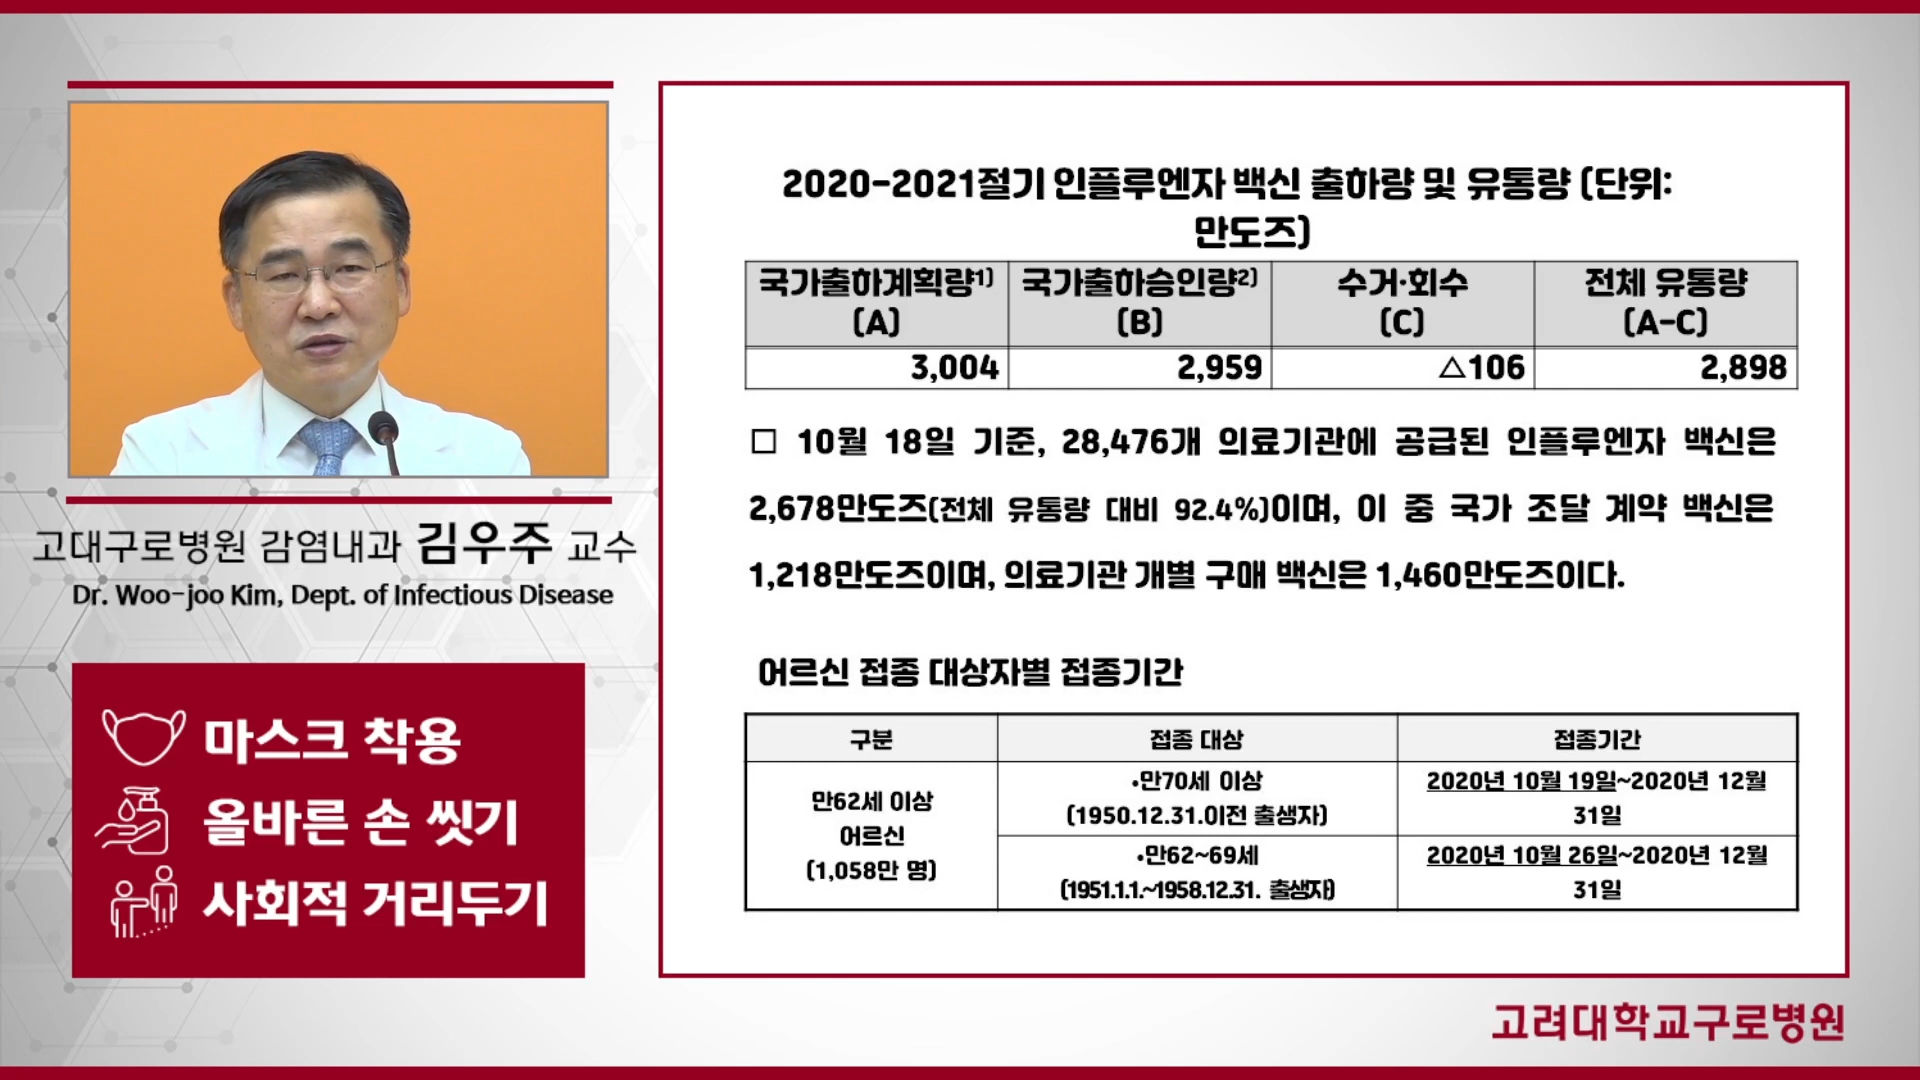 고대구로병원 감염내과 김우주 교수
Dr. Woo-joo Kim, Dept. of Infectious Disease
마스크 착용
올바른 손 씻기
사회적 거리두기
2020-2021절기 인플루엔자 백신 출하량 및 유통량 (단위:
만도즈)
국가출하계획량1) 국가출하승인량2) 수거·회수 전체 유통량
(A) (B) (C) (A-C)
3,004 2,959 △106 2,898
□ 10월 18일 기준, 28,476개 의료기관에 공급된 인플루엔자 백신은
2,678만도즈(전체 유통량 대비 92.4%)이며, 이 중 국가 조달 계약 백신은
1,218만도즈이며, 의료기관 개별 구매 백신은 1,460만도즈이다.
어르신 접종 대상자별 접종기간
구분 접종 대상 접종기간
만62세 이상
어르신
(1,058만 명)
•만70세 이상
(1950.12.31.이전 출생자)
2020년 10월 19일~2020년 12월
31일
•만62~69세
(1951.1.1.~1958.12.31. 출생자)
2020년 10월 26일~2020년 12월
31일
고려대학교구로병원